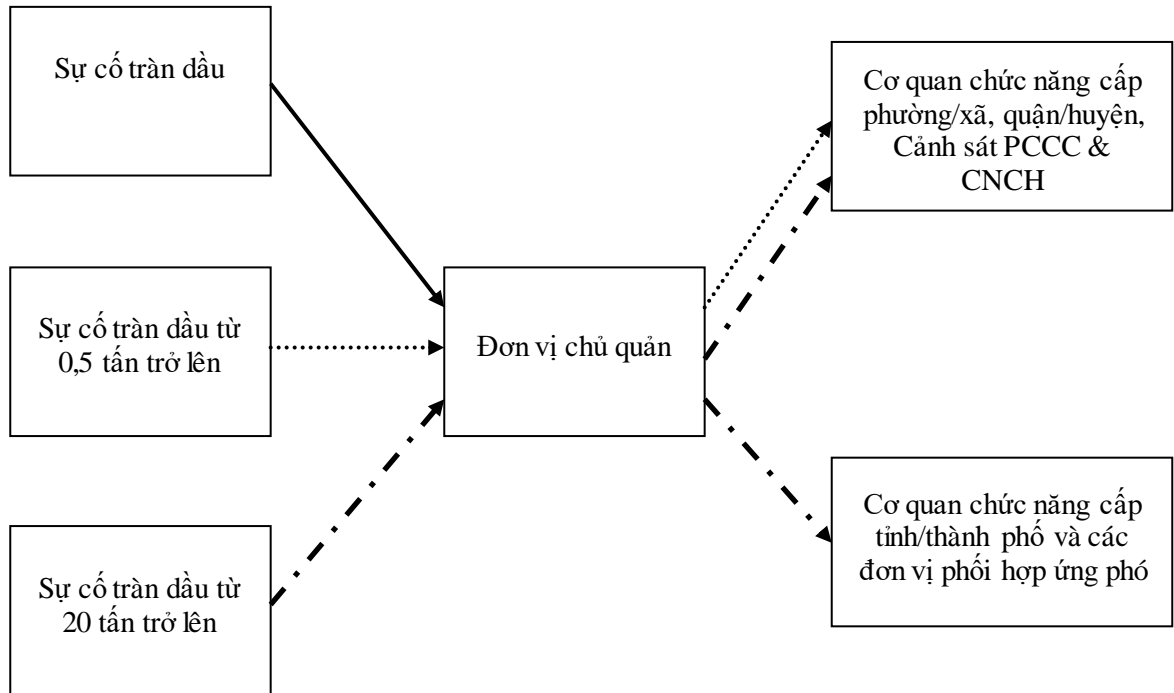 Sự cố tràn dầu
Cơ quan chức năng cấp
phường/xã, quận/huyện,
Cảnh sát PCCC &
CNCH
Sự cố tràn dầu từ
0,5 tấn trở lên
Đơn vị chủ quản
Sự cố tràn dầu từ
20 tấn trở lên
Cơ quan chức năng cấp
tỉnh/thành phố và các
đơn vị phối hợp ứng phó